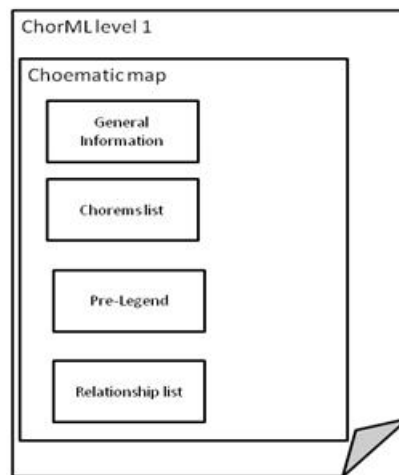 ChorML level 1
Choematic map
General
Information
Chorems list
Pre-Legend
Relationship list